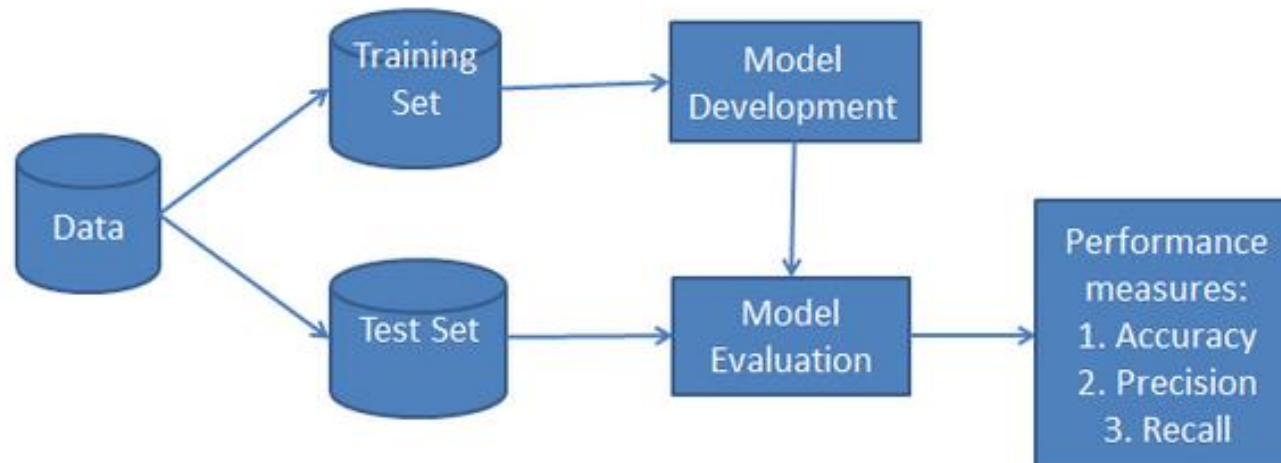 Training
Set
Model
Development
Data
Test Set
Model
Evaluation
Performance
measures:
1. Accuracy
2. Precision
3. Recall